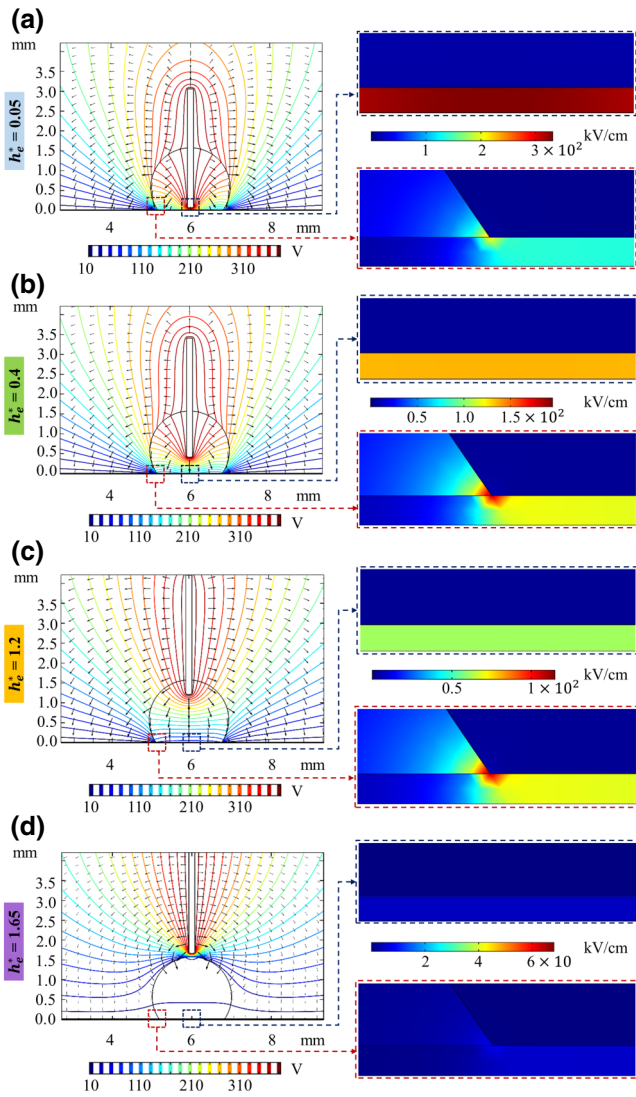 (a)
mm
h*e = 0.05
3.5
3.0
2.5
2.0
1.5
1.0
0.5
0.0
4 6 8 mm
V
10 110 210 310
kV/cm
1 2 3 × 10²
(b)
mm
h*e = 0.4
3.5
3.0
2.5
2.0
1.5
1.0
0.5
0.0
4 6 8 mm
V
10 110 210 310
kV/cm
0.5 1.0 1.5 × 10²
(c)
mm
h*e = 1.2
3.5
3.0
2.5
2.0
1.5
1.0
0.5
0.0
4 6 8 mm
V
10 110 210 310
kV/cm
0.5 1 × 10²
(d)
mm
h*e = 1.65
3.5
3.0
2.5
2.0
1.5
1.0
0.5
0.0
4 6 8 mm
V
10 110 210 310
kV/cm
2 4 6 × 10